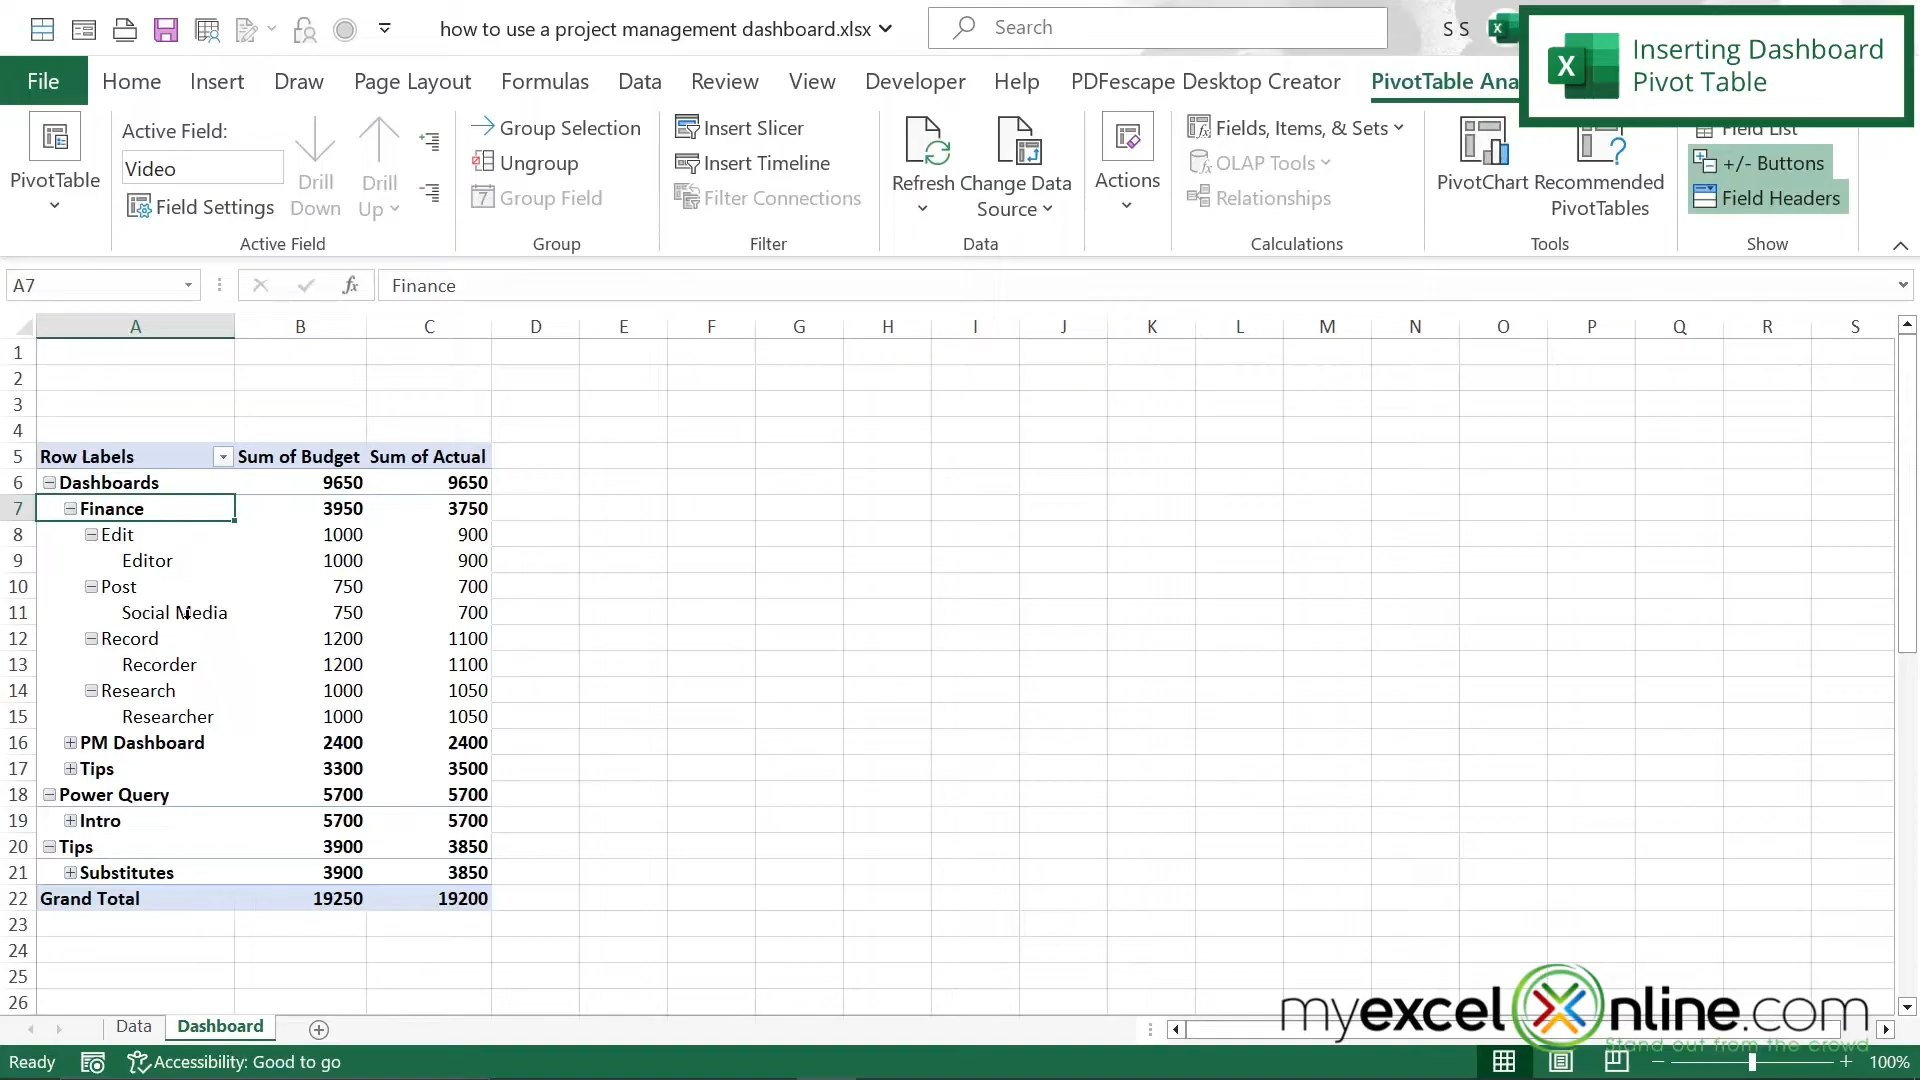 how to use a project management dashboard.xlsx
Search
S S
Inserting Dashboard
Pivot Table
File Home Insert Draw Page Layout Formulas Data Review View Developer Help PDFescape Desktop Creator PivotTable Ana
PivotTable
Active Field:
Video
Field Settings
Drill
Down
Drill
Up
Active Field
Group Selection
Ungroup
7 Group Field
Group
Insert Slicer
Insert Timeline
Filter Connections
Filter
Refresh
Change Data
Source
Data
Actions
Fields, Items, & Sets
OLAP Tools
Relationships
Calculations
PivotChart
Recommended
PivotTables
Tools
Field List
+/- Buttons
Field Headers
Show
A7 fx Finance
A B C D E F G H I J K L M N O P Q R S
1
2
3
4
5 Row Labels Sum of Budget Sum of Actual
6 Dashboards 9650 9650
7 Finance 3950 3750
8 Edit 1000 900
9 Editor 1000 900
10 Post 750 700
11 Social Media 750 700
12 Record 1200 1100
13 Recorder 1200 1100
14 Research 1000 1050
15 Researcher 1000 1050
16 PM Dashboard 2400 2400
17 Tips 3300 3500
18 Power Query 5700 5700
19 Intro 5700 5700
20 Tips 3900 3850
21 Substitutes 3900 3850
22 Grand Total 19250 19200
23
24
25
26
myexcelonline.com
Stand out from the crowd
Data Dashboard
Ready Accessibility: Good to go 100%